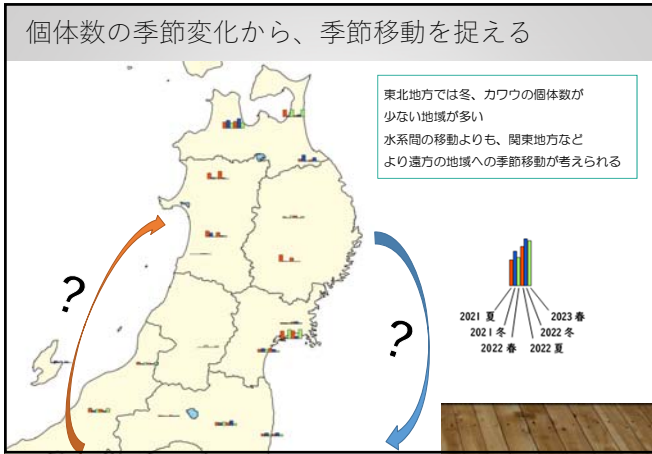 個体数の季節変化から、季節移動を捉える
東北地方では冬、カワウの個体数が
少ない地域が多い
水系間の移動よりも、関東地方など
より遠方の地域への季節移動が考えられる
?
?
2021 夏
2023 春
2021 冬
2022 冬
2022 春
2022 夏